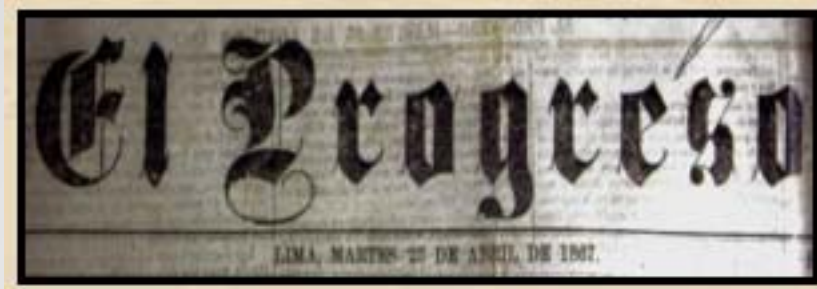 El Progreso
LIMA, MARTES 23 DE ABRIL DE 1867.